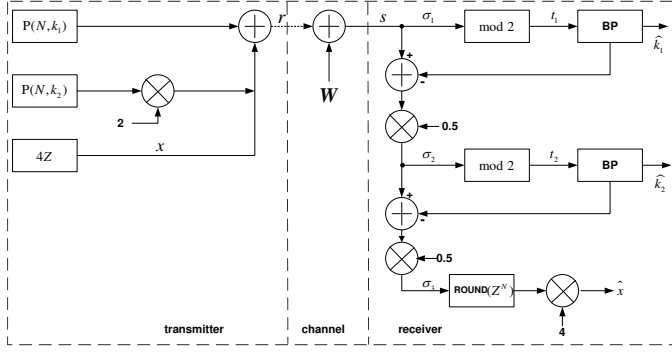 P(N,k₁)
r
s
σ₁
mod 2
t₁
BP
k̂₁
+
-
W
P(N,k₂)
2
0.5
4Z
x
σ₂
mod 2
t₂
BP
k̂₂
+
-
0.5
σ₃
ROUND(Zᴺ)
x̂
4
transmitter
channel
receiver